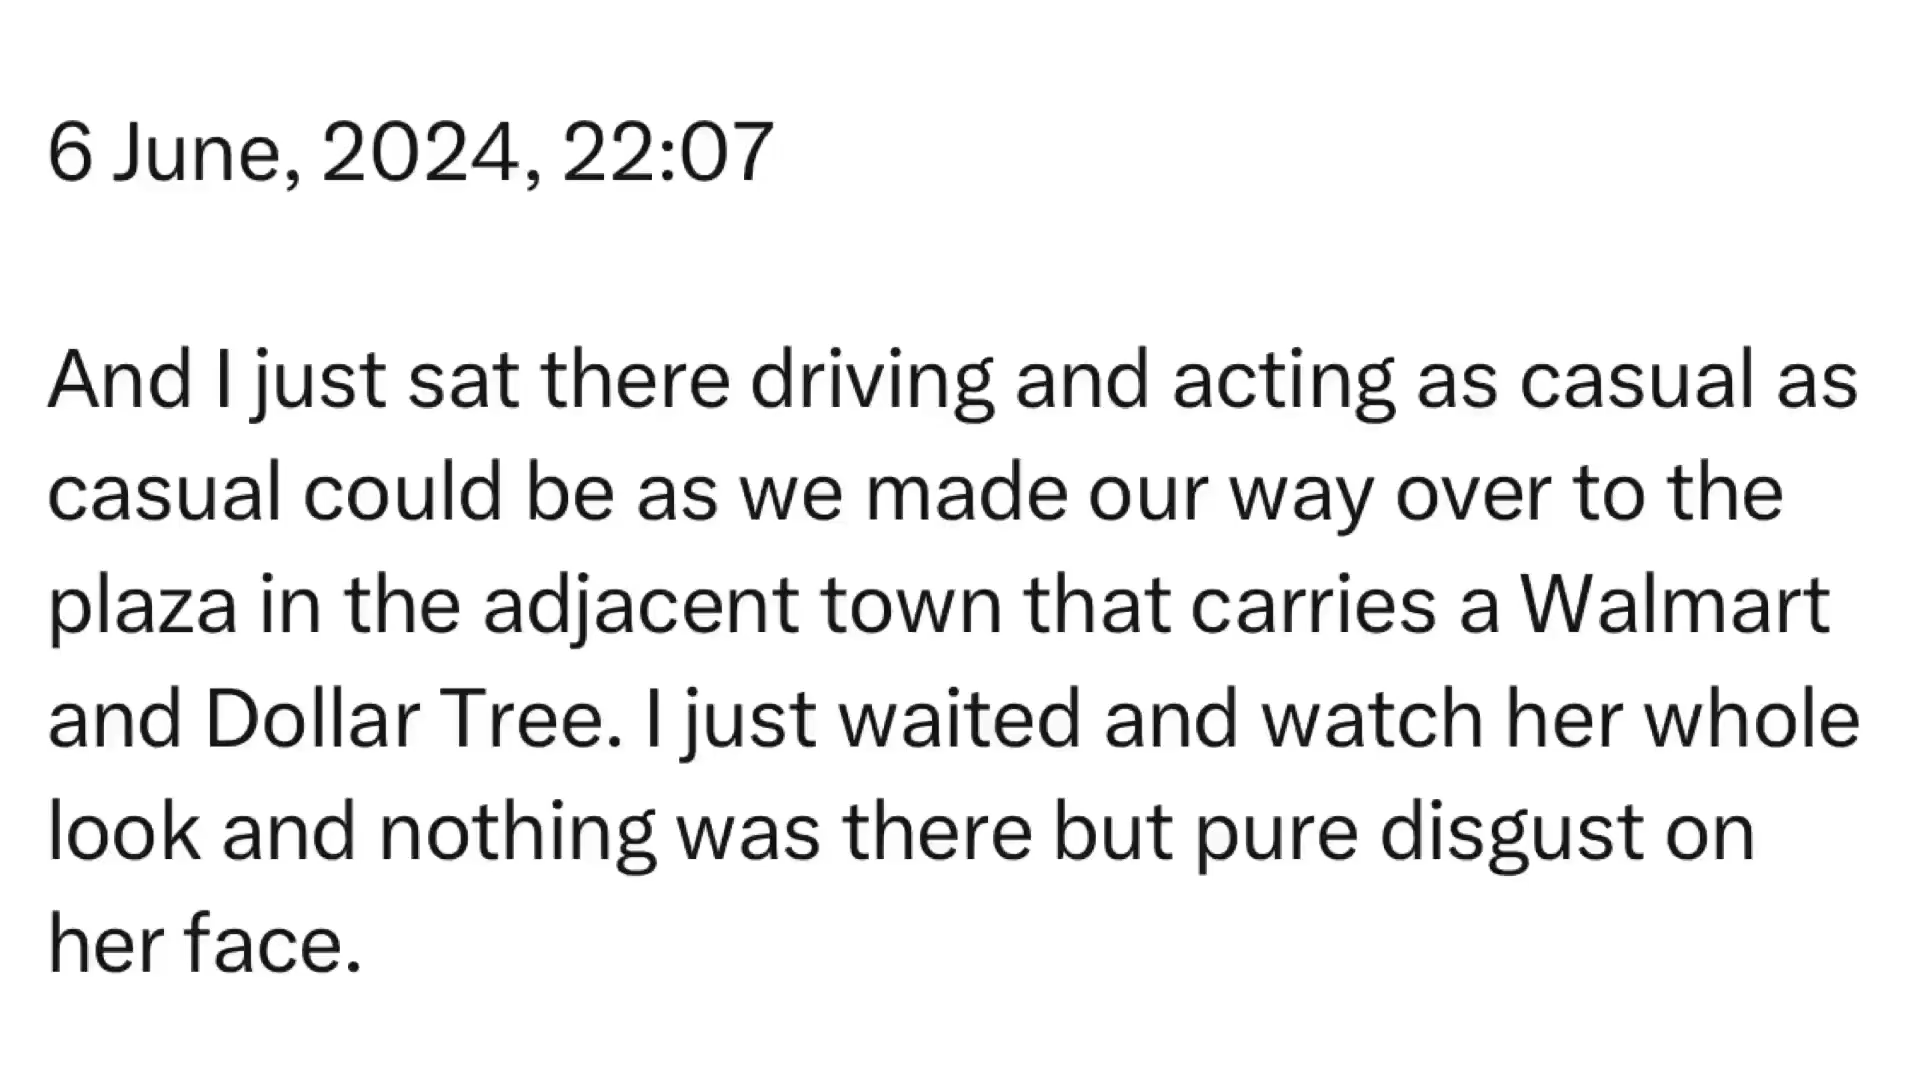 6 June, 2024, 22:07
And I just sat there driving and acting as casual as
casual could be as we made our way over to the
plaza in the adjacent town that carries a Walmart
and Dollar Tree. I just waited and watch her whole
look and nothing was there but pure disgust on
her face.